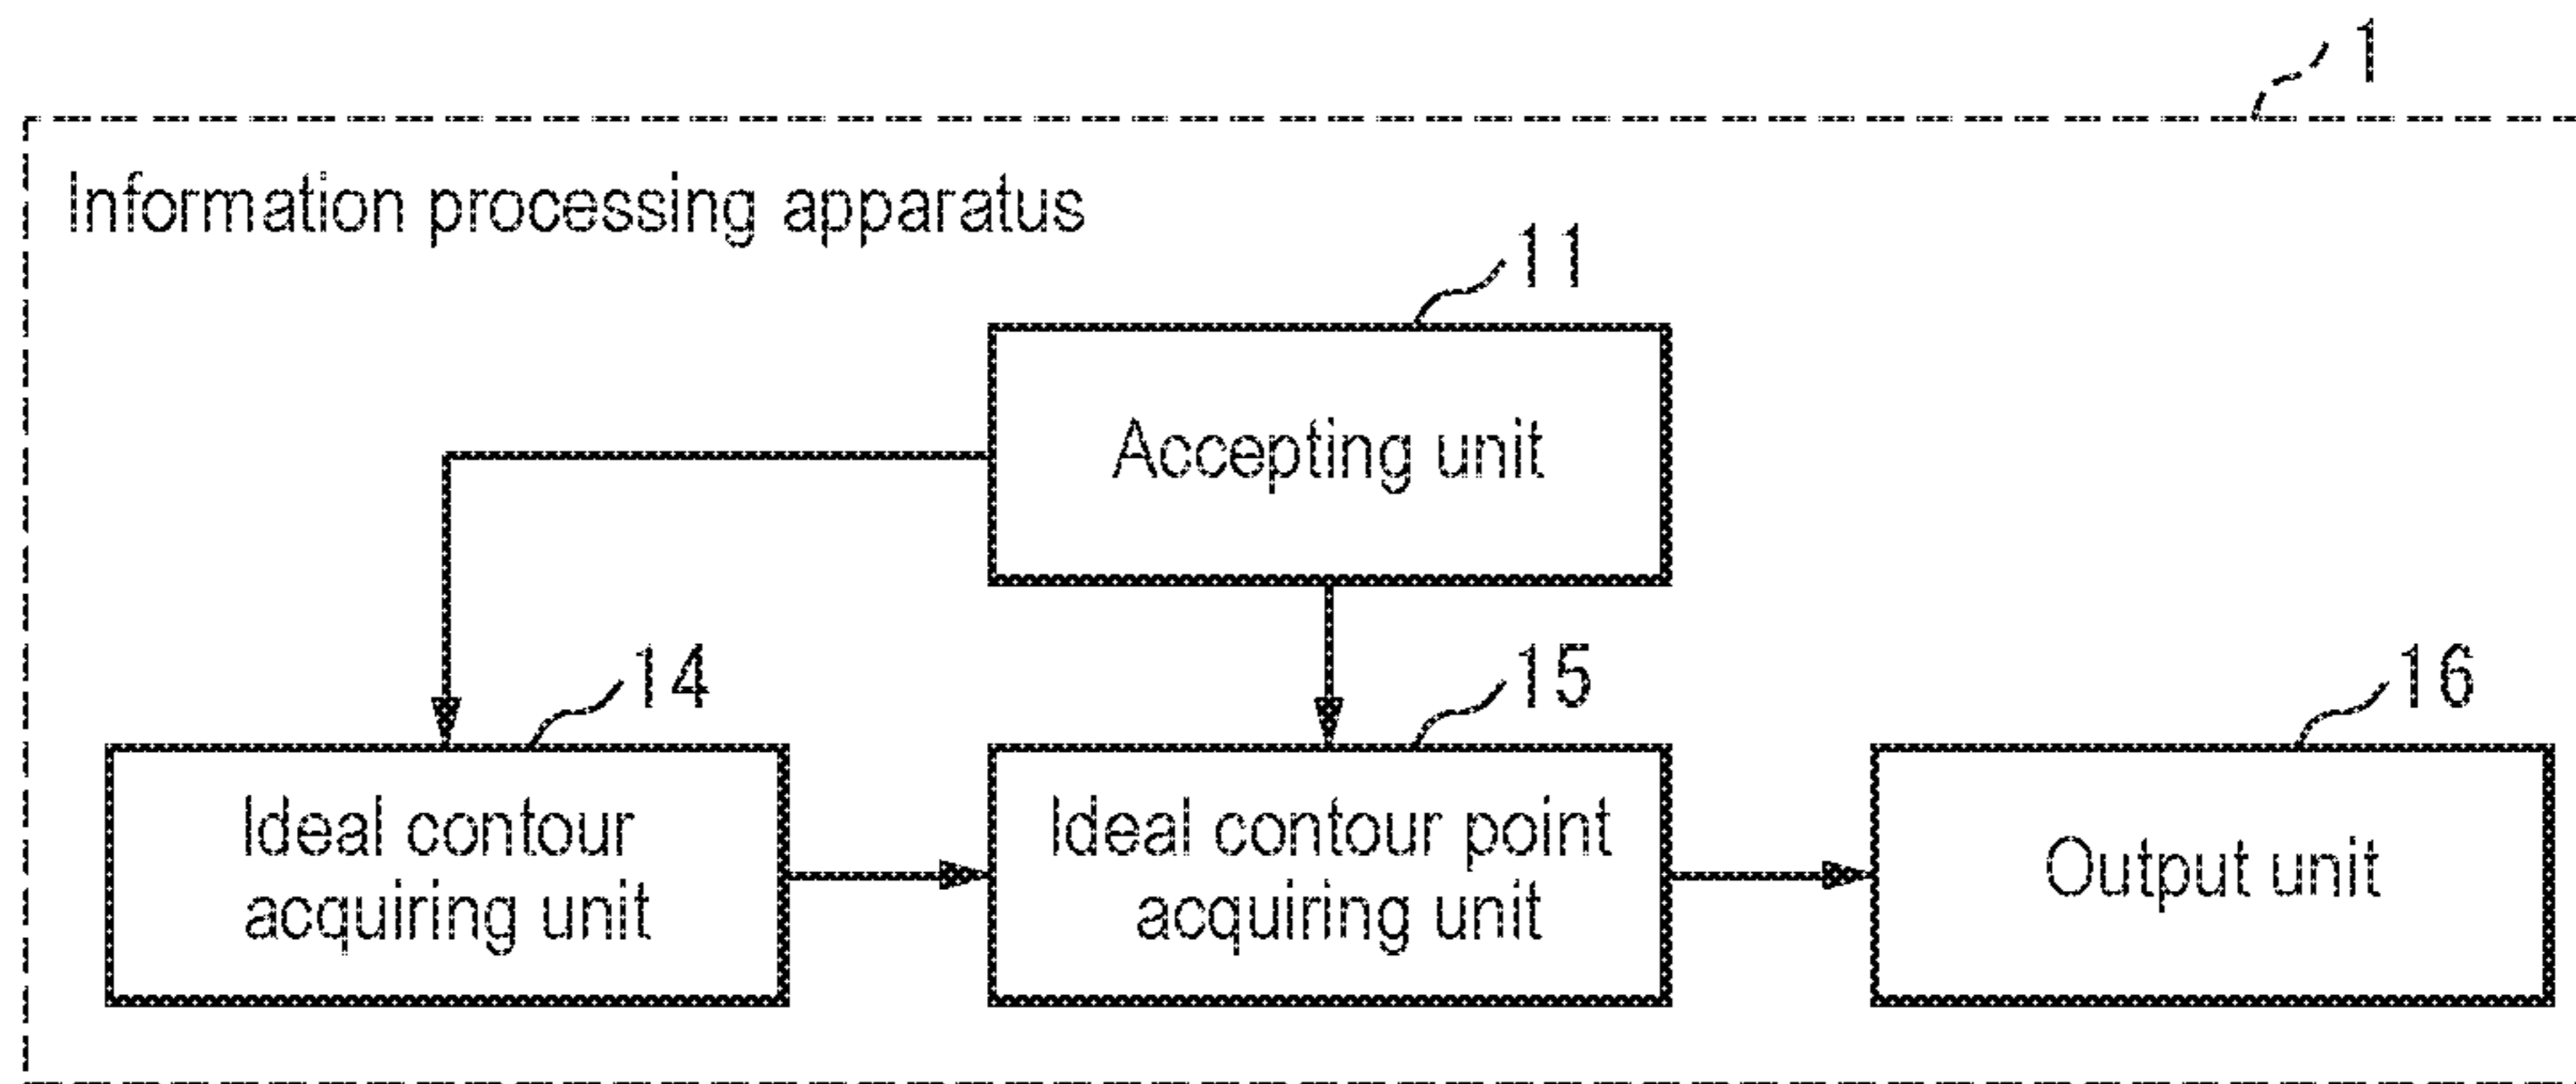 1
Information processing apparatus
11
Accepting unit
14
15
16
Ideal contour
acquiring unit
Ideal contour point
acquiring unit
Output unit